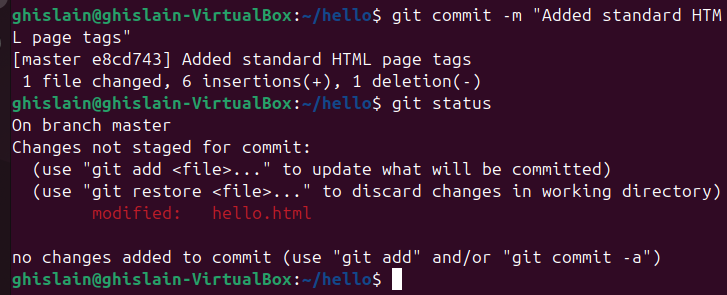 ghislain@ghislain-VirtualBox:~/hello$ git commit -m "Added standard HTM
L page tags"
[master e8cd743] Added standard HTML page tags
 1 file changed, 6 insertions(+), 1 deletion(-)
ghislain@ghislain-VirtualBox:~/hello$ git status
On branch master
Changes not staged for commit:
  (use "git add <file>..." to update what will be committed)
  (use "git restore <file>..." to discard changes in working directory)
        modified:   hello.html

no changes added to commit (use "git add" and/or "git commit -a")
ghislain@ghislain-VirtualBox:~/hello$